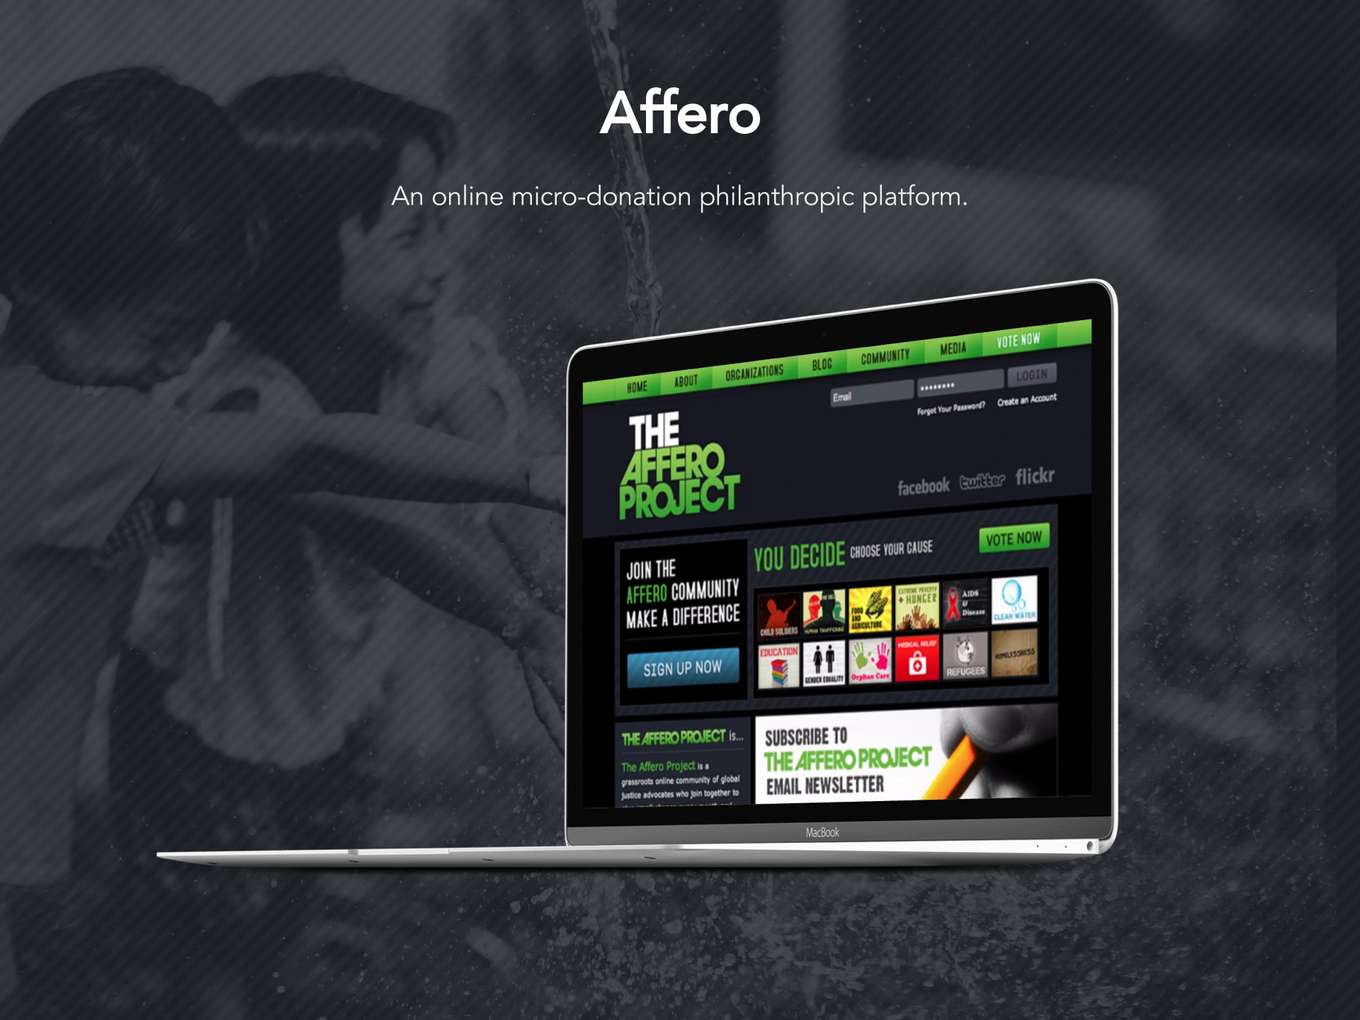 Affero
An online micro-donation philanthropic platform.
HOME ABOUT ORGANIZATIONS BLOG COMMUNITY MEDIA VOTE NOW
Email ******** LOGIN
Forgot Your Password? Create an Account
THE
AFFERO
PROJECT
facebook twitter flickr
JOIN THE
AFFERO COMMUNITY
MAKE A DIFFERENCE
SIGN UP NOW
YOU DECIDE CHOOSE YOUR CAUSE
VOTE NOW
CHILD SOLDIERS
HUMAN TRAFFICKING
FOOD
AND
AGRICULTURE
EXTREME POVERTY
+ HUNGER
AIDS
&
Disease
CLEAN WATER
EDUCATION
GENDER EQUALITY
Orphan Care
MEDICAL RELIEF
REFUGEES
HOMELESSNESS
THE AFFERO PROJECT is...
The Affero Project is a
grassroots online community of global
justice advocates who join together to
SUBSCRIBE TO
THE AFFERO PROJECT
EMAIL NEWSLETTER
MacBook